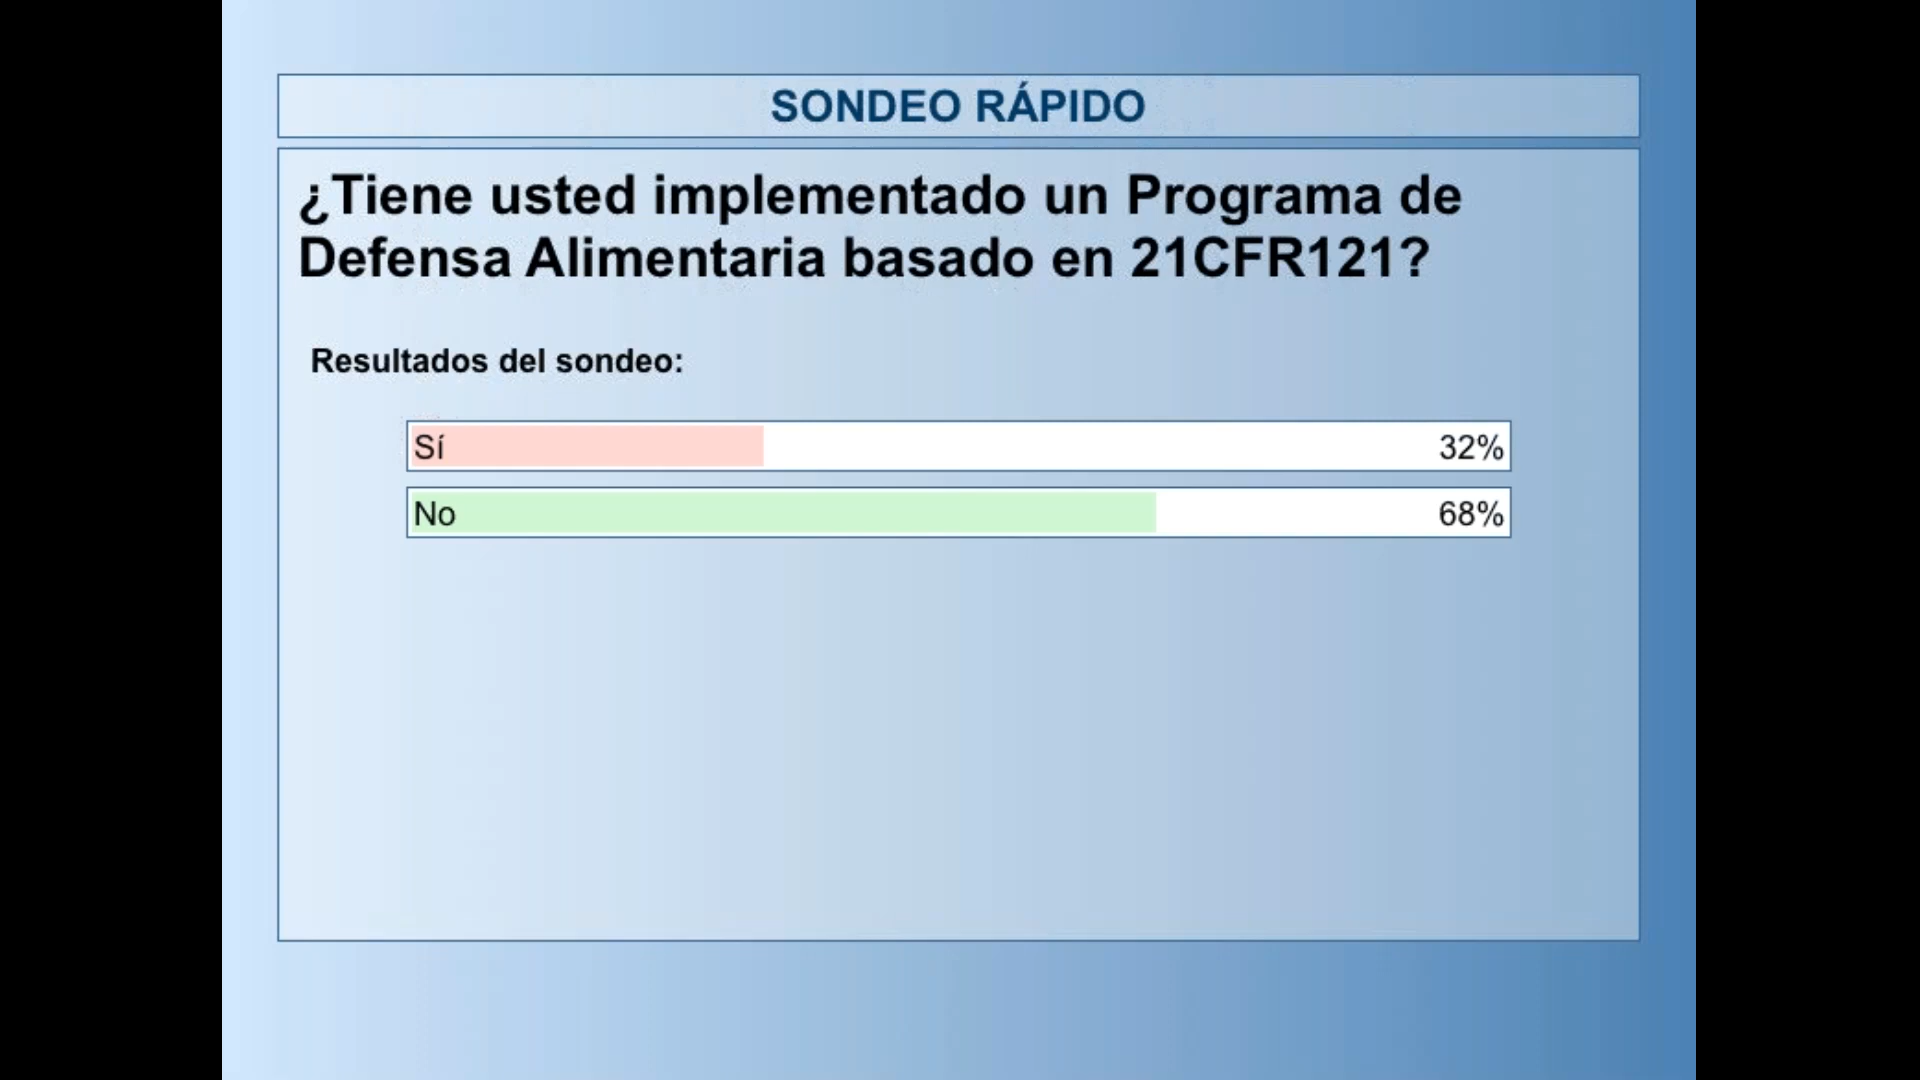 SONDEO RÁPIDO
¿Tiene usted implementado un Programa de
Defensa Alimentaria basado en 21CFR121?
Resultados del sondeo:
Sí 32%
No 68%